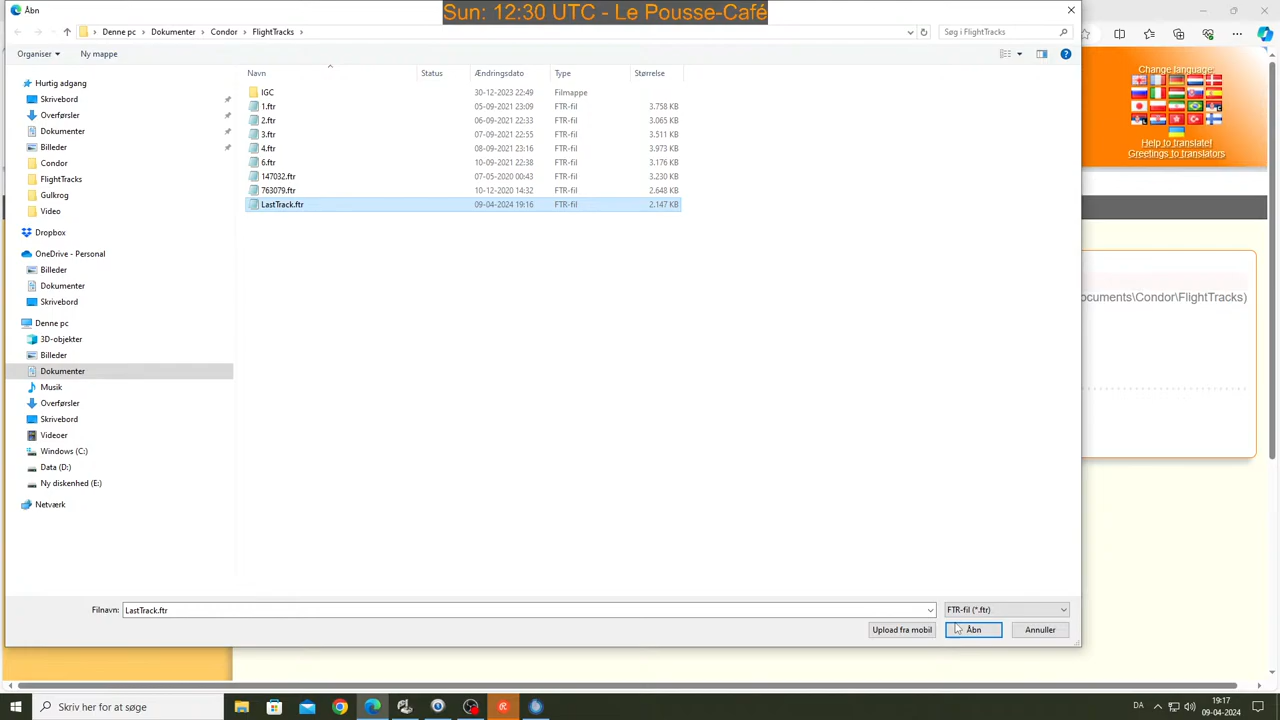 Åbn
Sun: 12:30 UTC - Le Pousse-Café
Denne pc
Dokumenter
Condor
FlightTracks
Søg i FlightTracks
Organiser
Ny mappe
Navn
Status
Ændringsdato
Type
Størrelse
IGC 30-12-2023 22:49 Filmappe
1.ftr 05-09-2021 23:09 FTR-fil 3.758 KB
2.ftr 06-09-2021 22:33 FTR-fil 3.065 KB
3.ftr 07-09-2021 22:55 FTR-fil 3.511 KB
4.ftr 08-09-2021 23:16 FTR-fil 3.973 KB
6.ftr 10-09-2021 22:38 FTR-fil 3.176 KB
147032.ftr 07-05-2020 00:43 FTR-fil 3.230 KB
763079.ftr 10-12-2020 14:32 FTR-fil 2.648 KB
LastTrack.ftr 09-04-2024 19:16 FTR-fil 2.147 KB
Hurtig adgang
Skrivebord
Overførsler
Dokumenter
Billeder
Condor
FlightTracks
Gulkrog
Video
Dropbox
OneDrive - Personal
Billeder
Dokumenter
Skrivebord
Denne pc
3D-objekter
Billeder
Dokumenter
Musik
Overførsler
Skrivebord
Videoer
Windows (C:)
Data (D:)
Ny diskenhed (E:)
Netværk
Filnavn: LastTrack.ftr
FTR-fil (*.ftr)
Upload fra mobil
Åbn
Annuller
Change language:
Help to translate!
Greetings to translators
ocuments\Condor\FlightTracks)
Skriv her for at søge
DA
19:17
09-04-2024